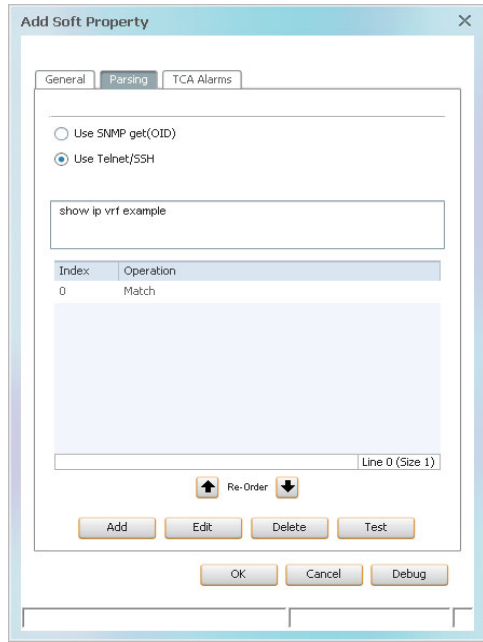 Add Soft Property
General Parsing TCA Alarms
Use SNMP get(OID)
Use Telnet/SSH
show ip vrf example
Index Operation
0 Match
Line 0 (Size 1)
Re-Order
Add Edit Delete Test
OK Cancel Debug